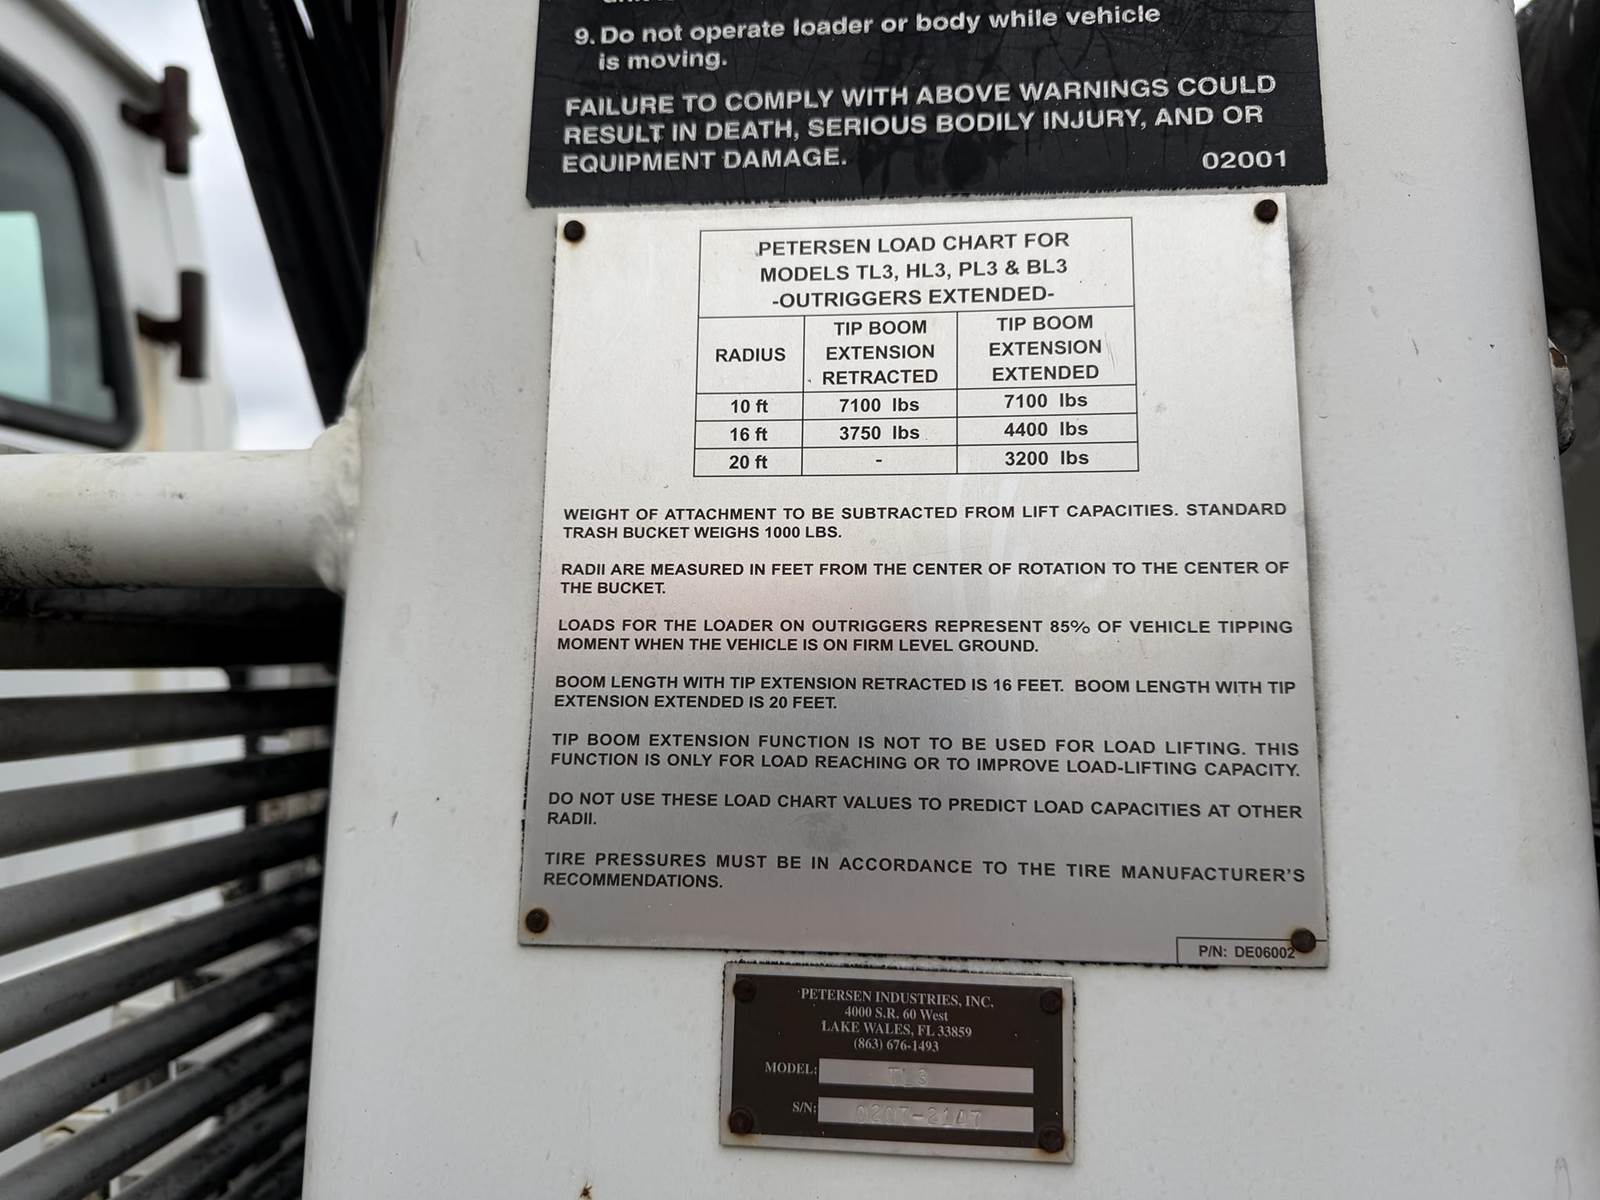 9. Do not operate loader or body while vehicle
is moving.
FAILURE TO COMPLY WITH ABOVE WARNINGS COULD
RESULT IN DEATH, SERIOUS BODILY INJURY, AND OR
EQUIPMENT DAMAGE. 02001
PETERSEN LOAD CHART FOR
MODELS TL3, HL3, PL3 & BL3
-OUTRIGGERS EXTENDED-
RADIUS
TIP BOOM
EXTENSION
RETRACTED
TIP BOOM
EXTENSION
EXTENDED
10 ft 7100 lbs 7100 lbs
16 ft 3750 lbs 4400 lbs
20 ft - 3200 lbs
WEIGHT OF ATTACHMENT TO BE SUBTRACTED FROM LIFT CAPACITIES. STANDARD
TRASH BUCKET WEIGHS 1000 LBS.
RADII ARE MEASURED IN FEET FROM THE CENTER OF ROTATION TO THE CENTER OF
THE BUCKET.
LOADS FOR THE LOADER ON OUTRIGGERS REPRESENT 85% OF VEHICLE TIPPING
MOMENT WHEN THE VEHICLE IS ON FIRM LEVEL GROUND.
BOOM LENGTH WITH TIP EXTENSION RETRACTED IS 16 FEET. BOOM LENGTH WITH TIP
EXTENSION EXTENDED IS 20 FEET.
TIP BOOM EXTENSION FUNCTION IS NOT TO BE USED FOR LOAD LIFTING. THIS
FUNCTION IS ONLY FOR LOAD REACHING OR TO IMPROVE LOAD-LIFTING CAPACITY.
DO NOT USE THESE LOAD CHART VALUES TO PREDICT LOAD CAPACITIES AT OTHER
RADII.
TIRE PRESSURES MUST BE IN ACCORDANCE TO THE TIRE MANUFACTURER'S
RECOMMENDATIONS.
P/N: DE06002
PETERSEN INDUSTRIES, INC.
4000 S.R. 60 West
LAKE WALES, FL 33859
(863) 676-1493
MODEL: TL3
S/N: 0207-2147